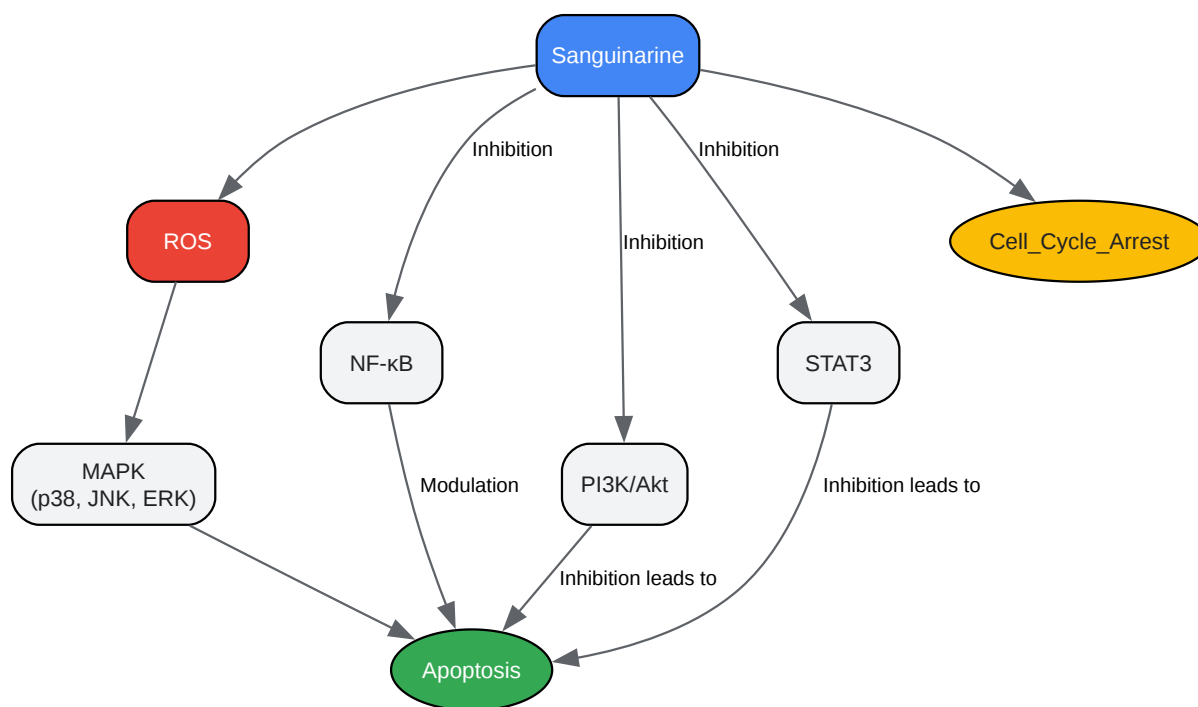 Sanguinarine
Inhibition
Inhibition
Inhibition
ROS
Cell_Cycle_Arrest
NF-κB
STAT3
MAPK
(p38, JNK, ERK)
Modulation
PI3K/Akt
Inhibition leads to
Inhibition leads to
Apoptosis